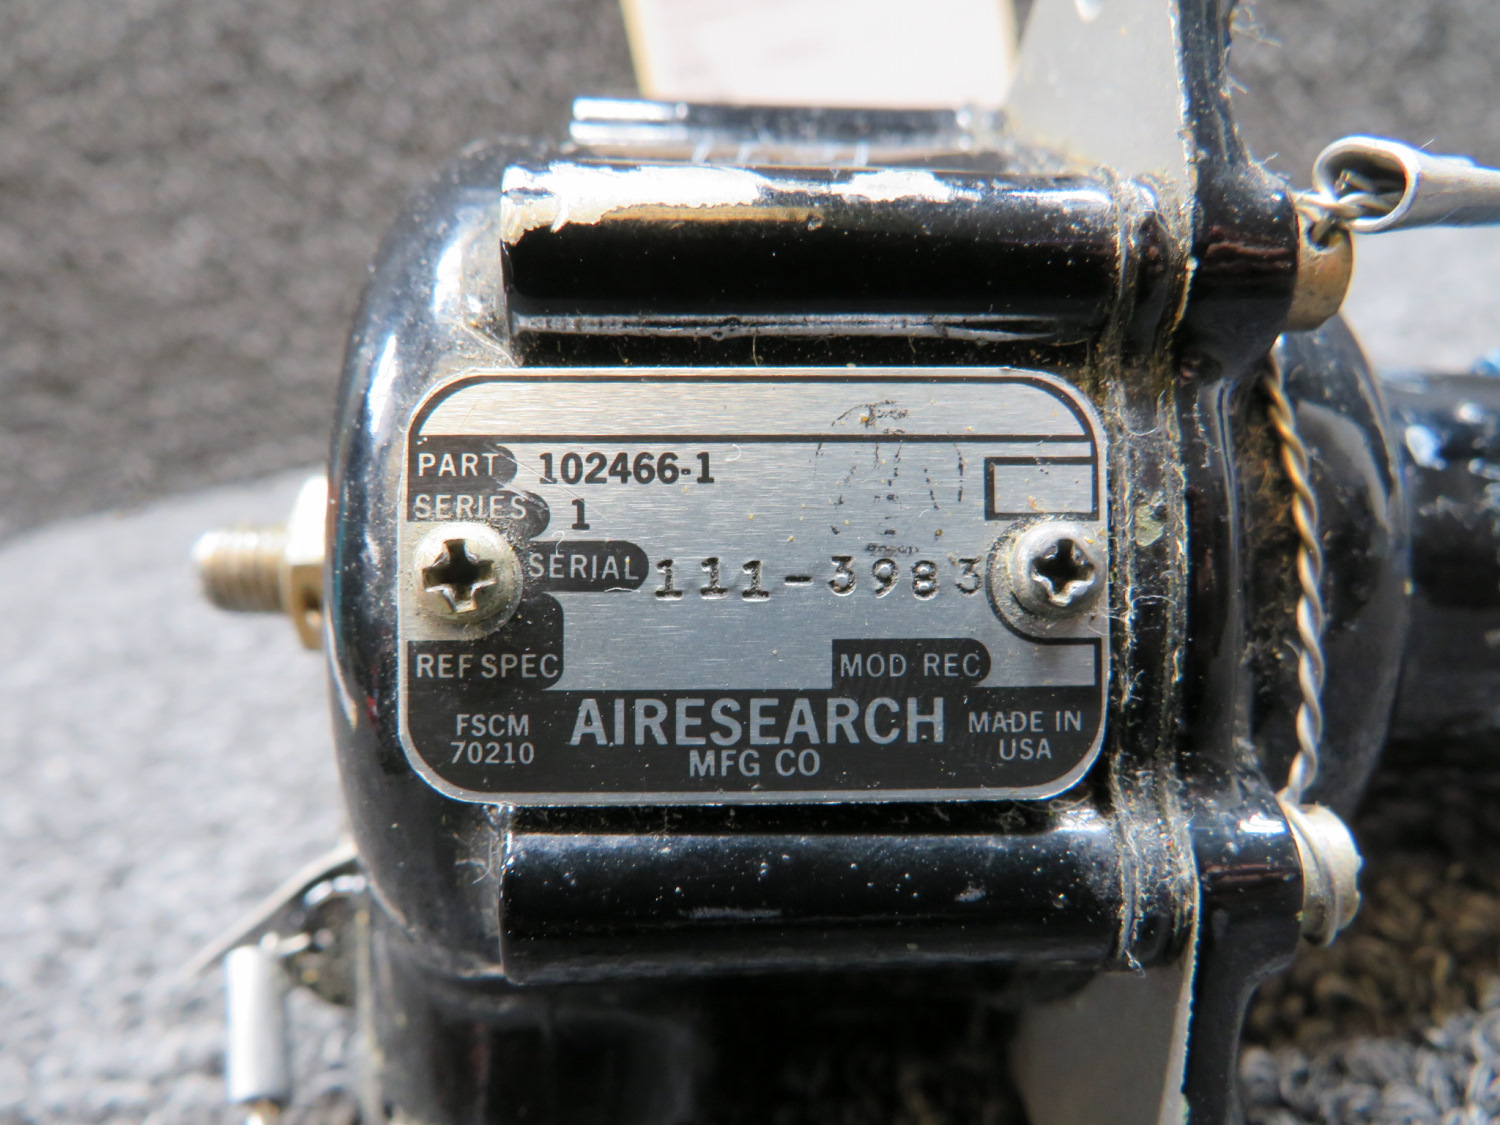 PART 102466-1
SERIES 1
SERIAL 111-3983
REF SPEC MOD REC
FSCM 70210
AIRESEARCH
MFG CO
MADE IN USA